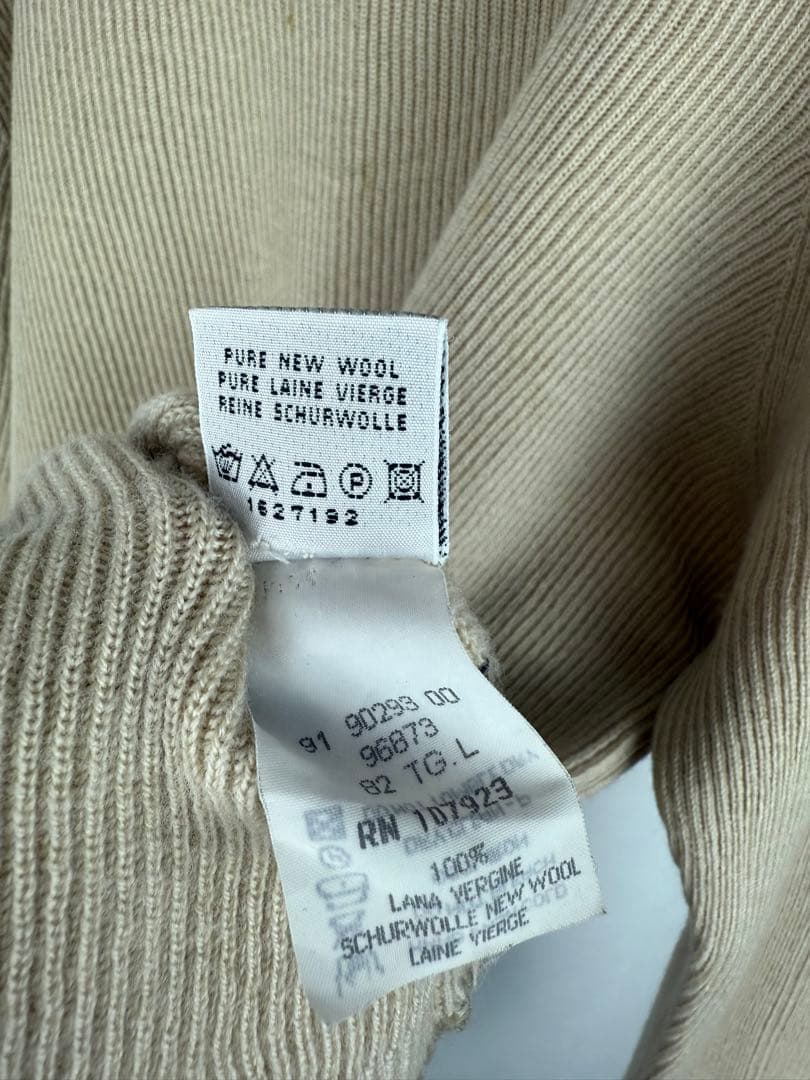 PURE NEW WOOL
PURE LAINE VIERGE
REINE SCHURWOLLE
P
1627192
91 90293 00
96873
82 TG.L
RN 107923
100%
LANA VERGINE
SCHURWOLLE NEW WOOL
LAINE VIERGE